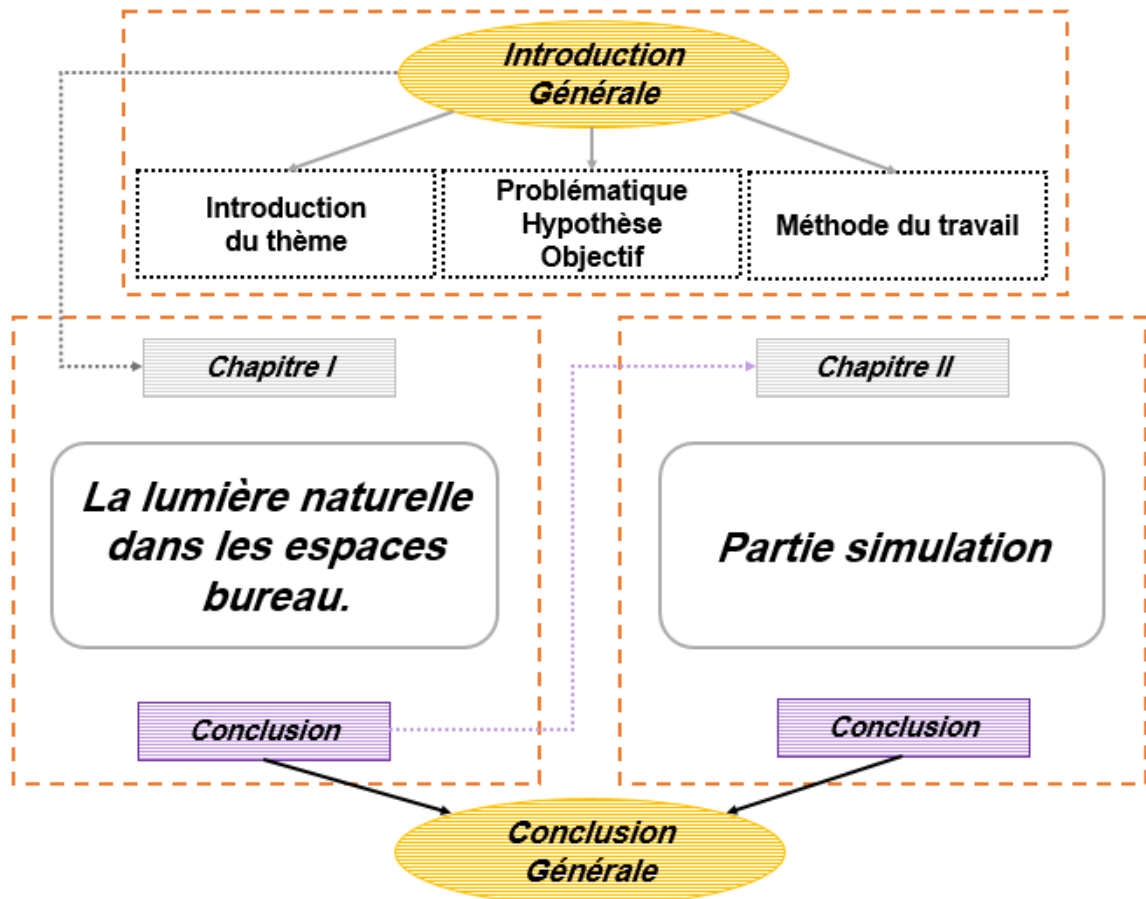 Introduction
Générale
Introduction
du thème
Problématique
Hypothèse
Objectif
Méthode du travail
Chapitre I
La lumière naturelle
dans les espaces
bureau.
Conclusion
Chapitre II
Partie simulation
Conclusion
Conclusion
Générale